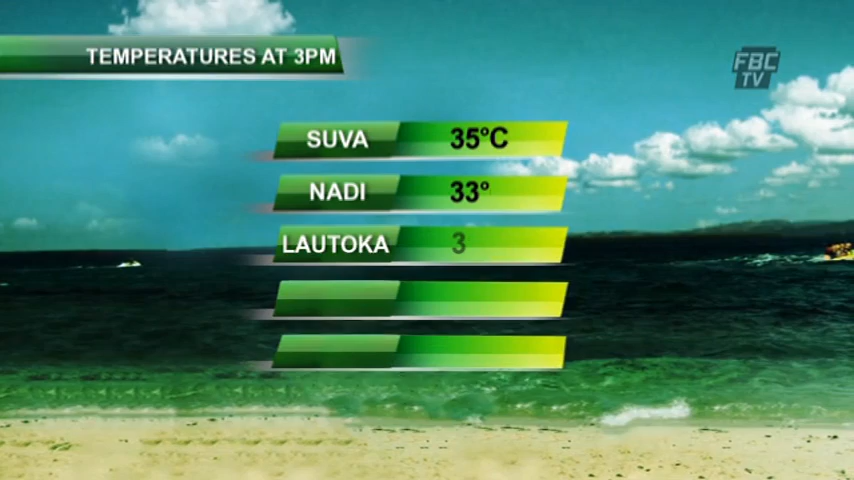 TEMPERATURES AT 3PM
FBC
TV
SUVA 35°C
NADI 33°
LAUTOKA 3